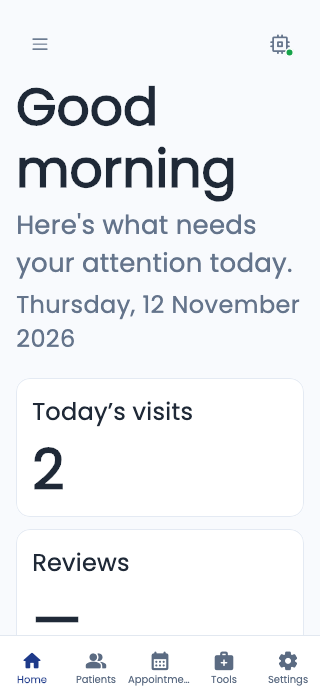 Good
morning
Here's what needs
your attention today.
Thursday, 12 November
2026
Today’s visits
2
Reviews
—
Home
Patients
Appointme...
Tools
Settings